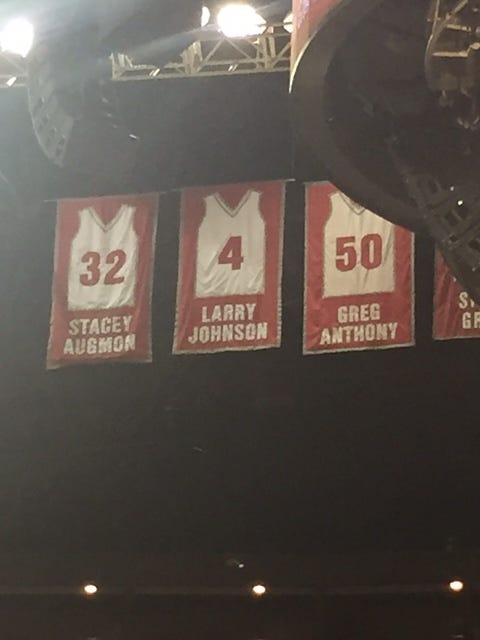 32
STACEY
AUGMON
4
LARRY
JOHNSON
50
GREG
ANTHONY